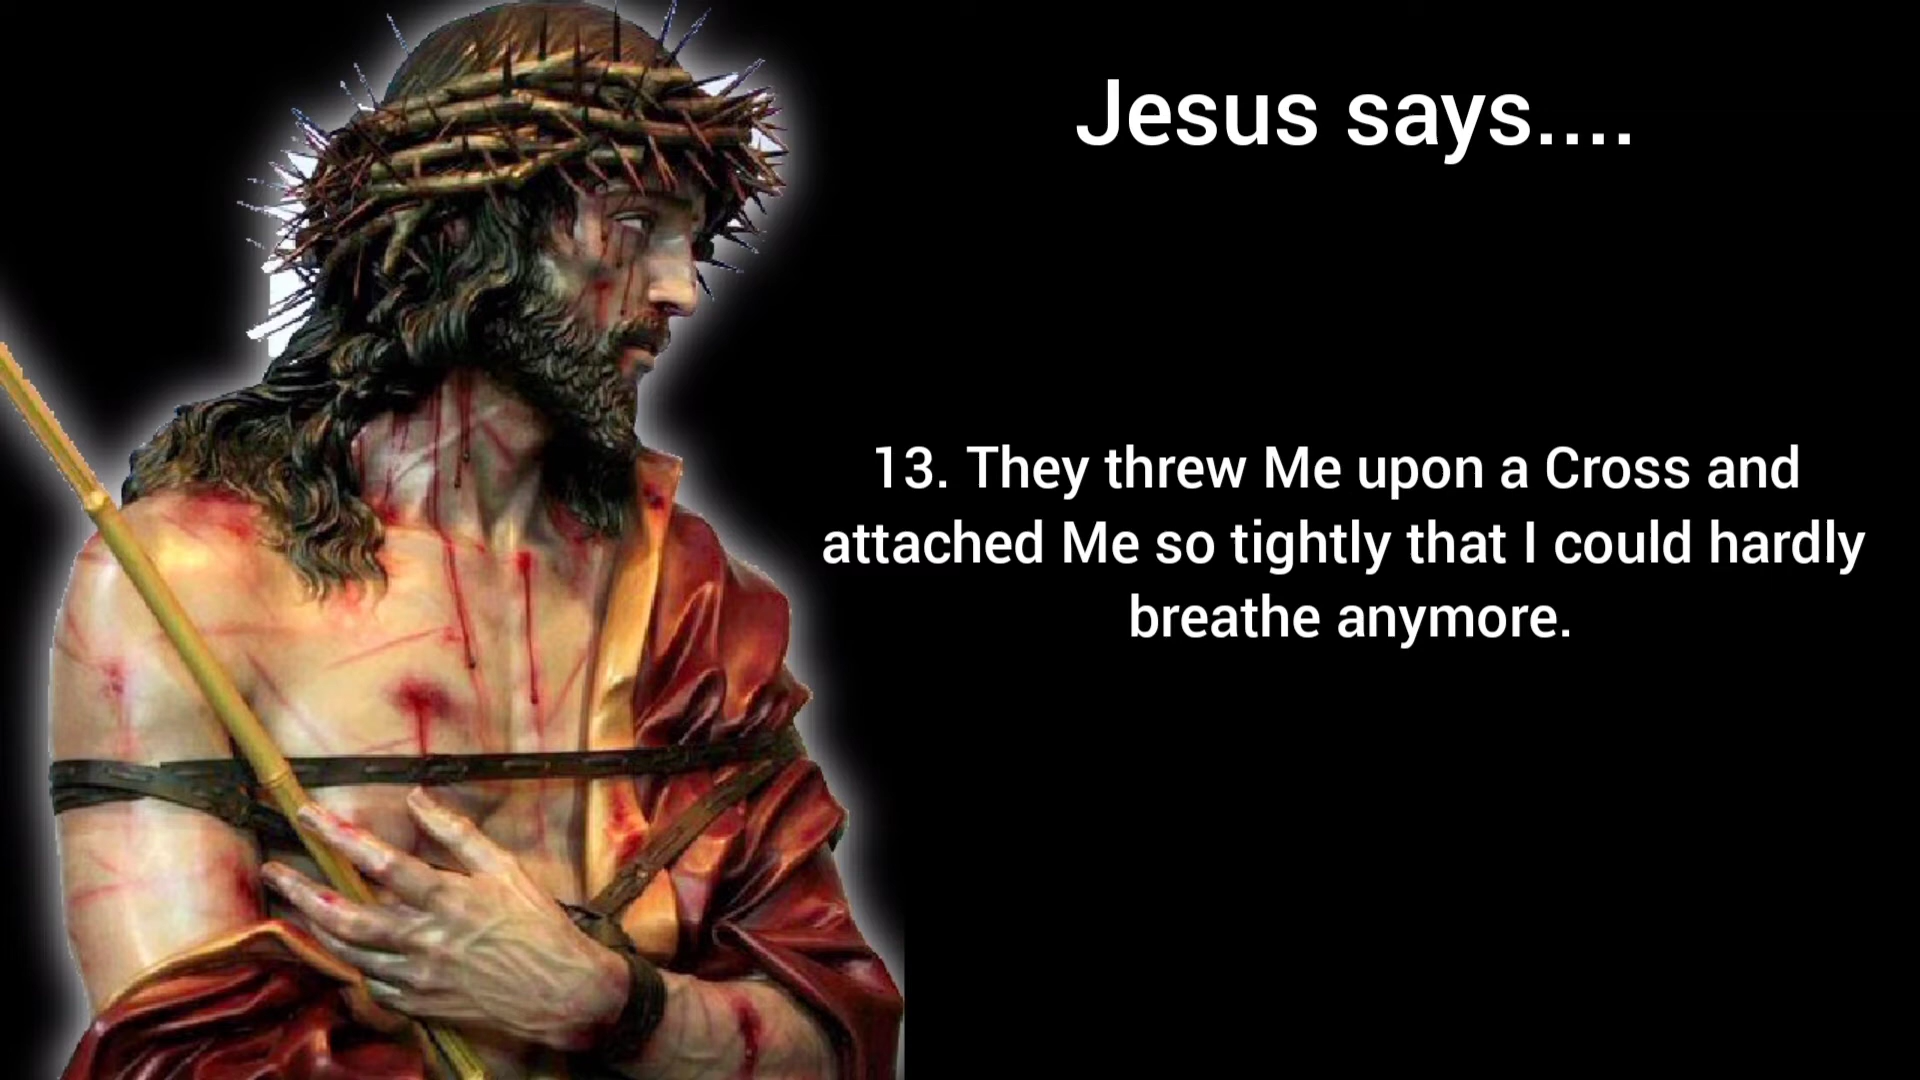 Jesus says....
13. They threw Me upon a Cross and
attached Me so tightly that I could hardly
breathe anymore.